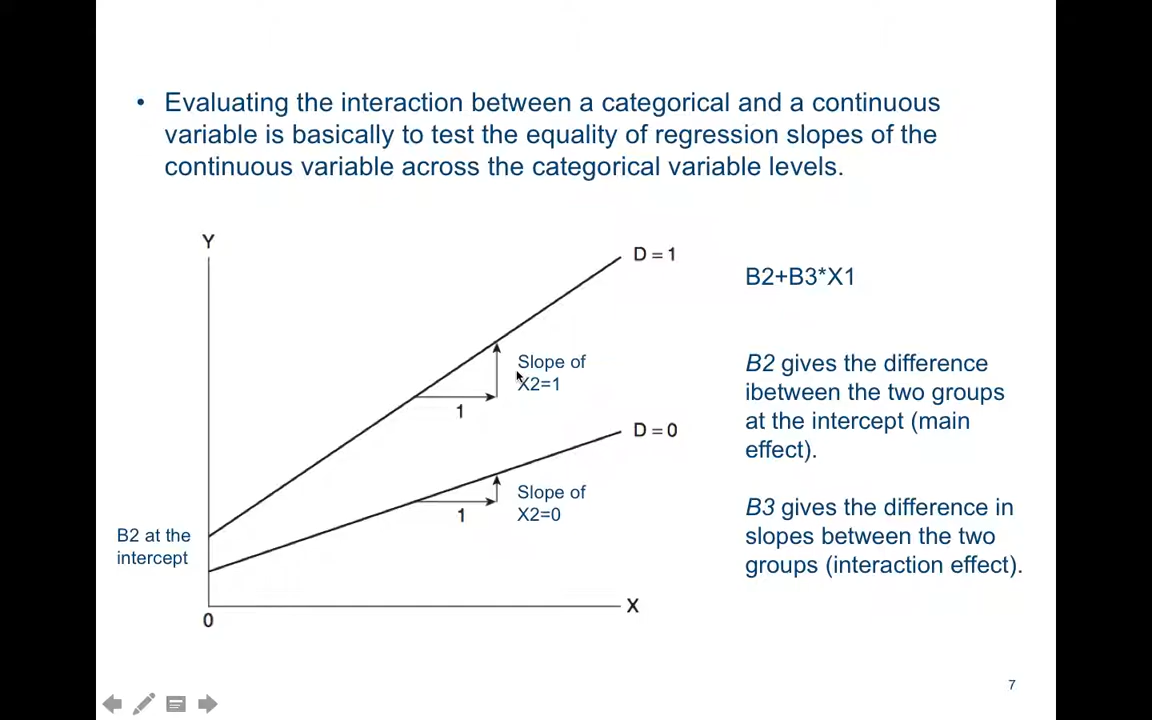 • Evaluating the interaction between a categorical and a continuous
variable is basically to test the equality of regression slopes of the
continuous variable across the categorical variable levels.
Y
D = 1
Slope of
X2=1
1
D = 0
Slope of
X2=0
1
B2 at the
intercept
0
X
B2+B3*X1
B2 gives the difference
ibetween the two groups
at the intercept (main
effect).
B3 gives the difference in
slopes between the two
groups (interaction effect).
7